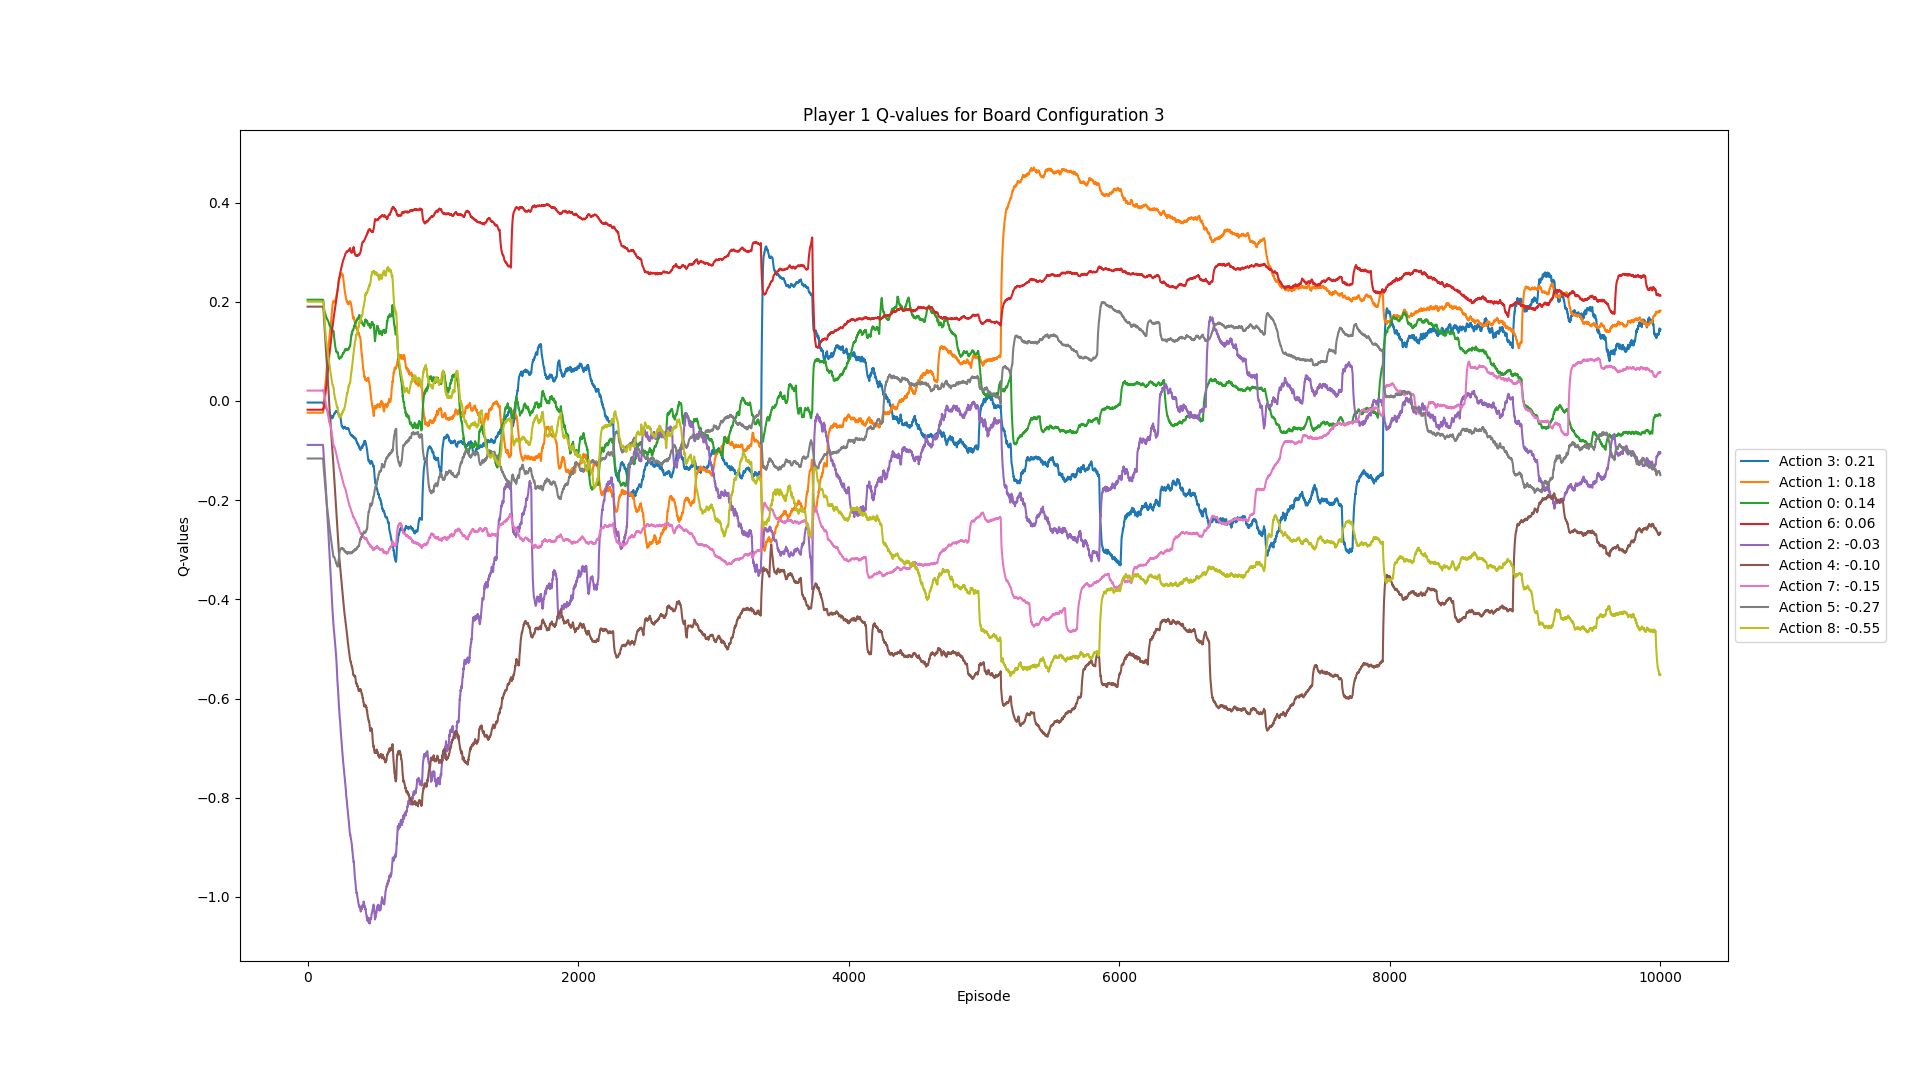 Player 1 Q-values for Board Configuration 3
Q-values
0.4
0.2
0.0
−0.2
−0.4
−0.6
−0.8
−1.0
0
2000
4000
6000
8000
10000
Episode
Action 3: 0.21
Action 1: 0.18
Action 0: 0.14
Action 6: 0.06
Action 2: -0.03
Action 4: -0.10
Action 7: -0.15
Action 5: -0.27
Action 8: -0.55